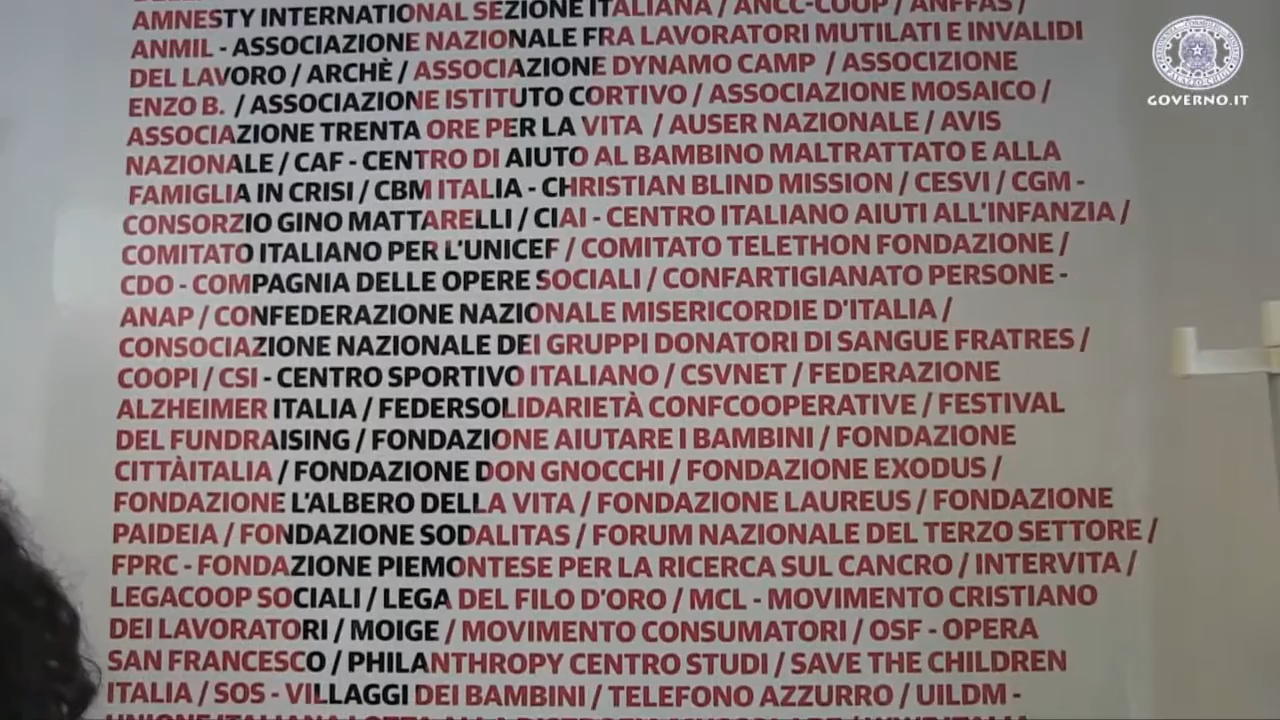 AMNESTY INTERNATIONAL SEZIONE ITALIANA / ANCC-COOP / ANFFAS /
ANMIL - ASSOCIAZIONE NAZIONALE FRA LAVORATORI MUTILATI E INVALIDI
DEL LAVORO / ARCHÈ / ASSOCIAZIONE DYNAMO CAMP / ASSOCIZIONE
ENZO B. / ASSOCIAZIONE ISTITUTO CORTIVO / ASSOCIAZIONE MOSAICO /
ASSOCIAZIONE TRENTA ORE PER LA VITA / AUSER NAZIONALE / AVIS
NAZIONALE / CAF - CENTRO DI AIUTO AL BAMBINO MALTRATTATO E ALLA
FAMIGLIA IN CRISI / CBM ITALIA - CHRISTIAN BLIND MISSION / CESVI / CGM -
CONSORZIO GINO MATTARELLI / CIAI - CENTRO ITALIANO AIUTI ALL'INFANZIA /
COMITATO ITALIANO PER L'UNICEF / COMITATO TELETHON FONDAZIONE /
CDO - COMPAGNIA DELLE OPERE SOCIALI / CONFARTIGIANATO PERSONE -
ANAP / CONFEDERAZIONE NAZIONALE MISERICORDIE D'ITALIA /
CONSOCIAZIONE NAZIONALE DEI GRUPPI DONATORI DI SANGUE FRATRES /
COOPI / CSI - CENTRO SPORTIVO ITALIANO / CSVNET / FEDERAZIONE
ALZHEIMER ITALIA / FEDERSOLIDARIETÀ CONFCOOPERATIVE / FESTIVAL
DEL FUNDRAISING / FONDAZIONE AIUTARE I BAMBINI / FONDAZIONE
CITTÀITALIA / FONDAZIONE DON GNOCCHI / FONDAZIONE EXODUS /
FONDAZIONE L'ALBERO DELLA VITA / FONDAZIONE LAUREUS / FONDAZIONE
PAIDEIA / FONDAZIONE SODALITAS / FORUM NAZIONALE DEL TERZO SETTORE /
FPRC - FONDAZIONE PIEMONTESE PER LA RICERCA SUL CANCRO / INTERVITA /
LEGACOOP SOCIALI / LEGA DEL FILO D'ORO / MCL - MOVIMENTO CRISTIANO
DEI LAVORATORI / MOIGE / MOVIMENTO CONSUMATORI / OSF - OPERA
SAN FRANCESCO / PHILANTHROPY CENTRO STUDI / SAVE THE CHILDREN
ITALIA / SOS - VILLAGGI DEI BAMBINI / TELEFONO AZZURRO / UILDM -
GOVERNO.IT